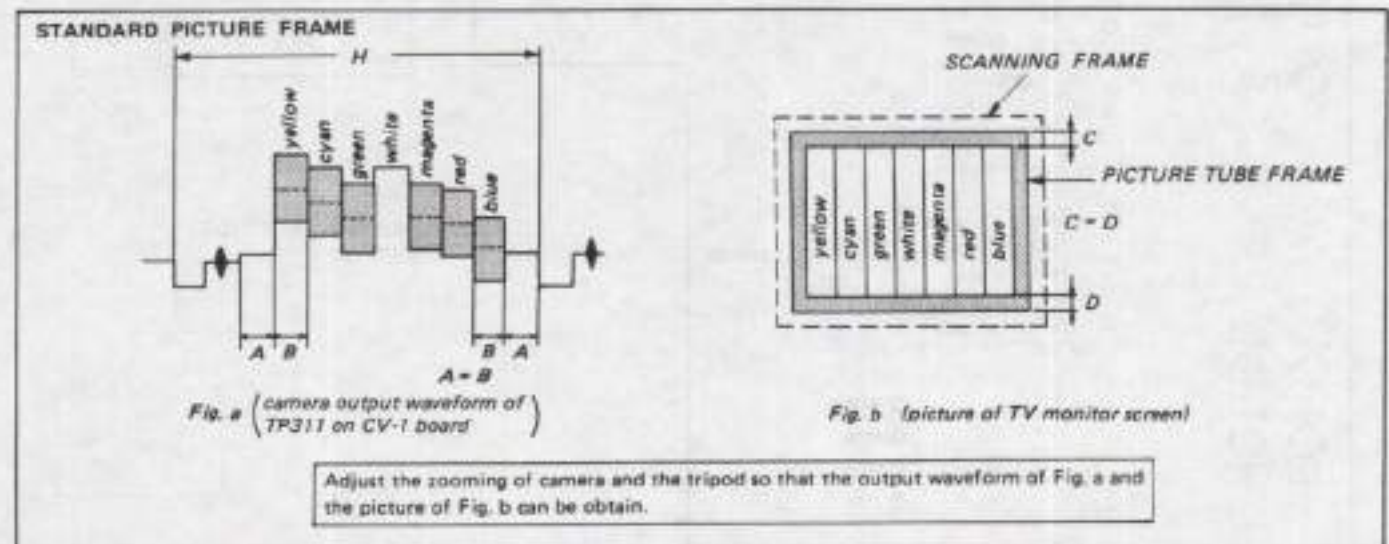 STANDARD PICTURE FRAME
H
yellow
cyan
green
white
magenta
red
blue
A
B
B
A
A = B
Fig. a (camera output waveform of
TP311 on CV-1 board)
SCANNING FRAME
C
PICTURE TUBE FRAME
C = D
yellow
cyan
green
white
magenta
red
blue
D
Fig. b (picture of TV monitor screen)
Adjust the zooming of camera and the tripod so that the output waveform of Fig. a and
the picture of Fig. b can be obtain.